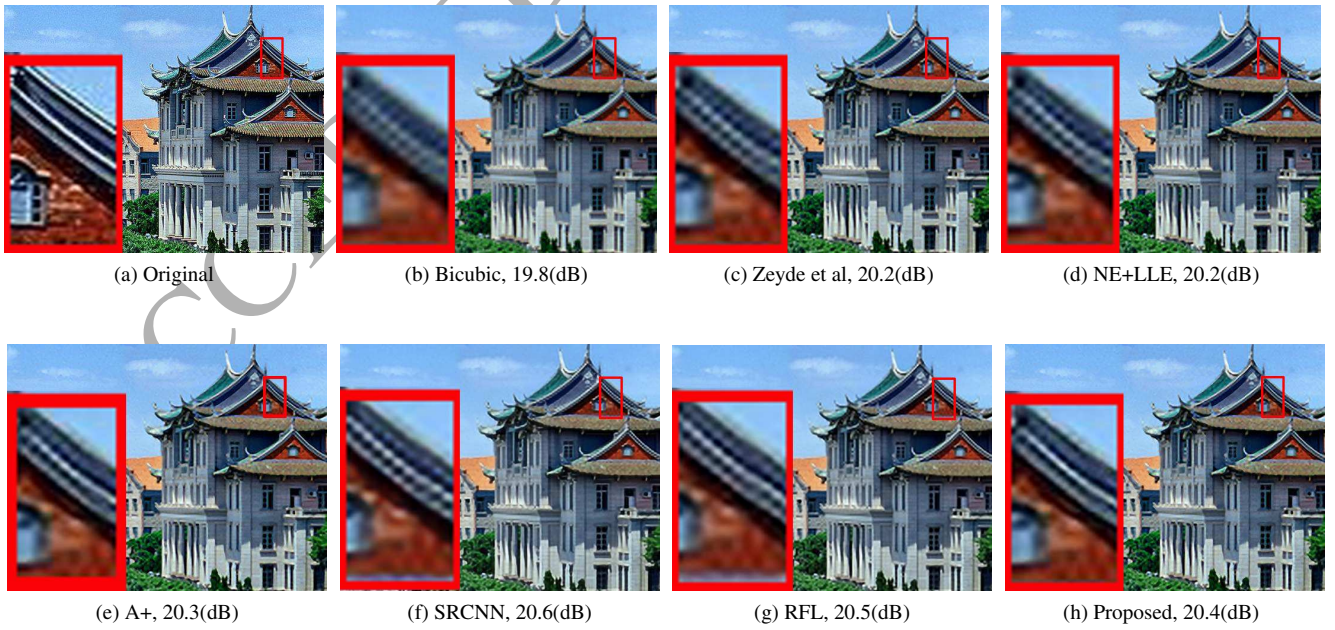 (a) Original
(b) Bicubic, 19.8(dB)
(c) Zeyde et al, 20.2(dB)
(d) NE+LLE, 20.2(dB)
(e) A+, 20.3(dB)
(f) SRCNN, 20.6(dB)
(g) RFL, 20.5(dB)
(h) Proposed, 20.4(dB)